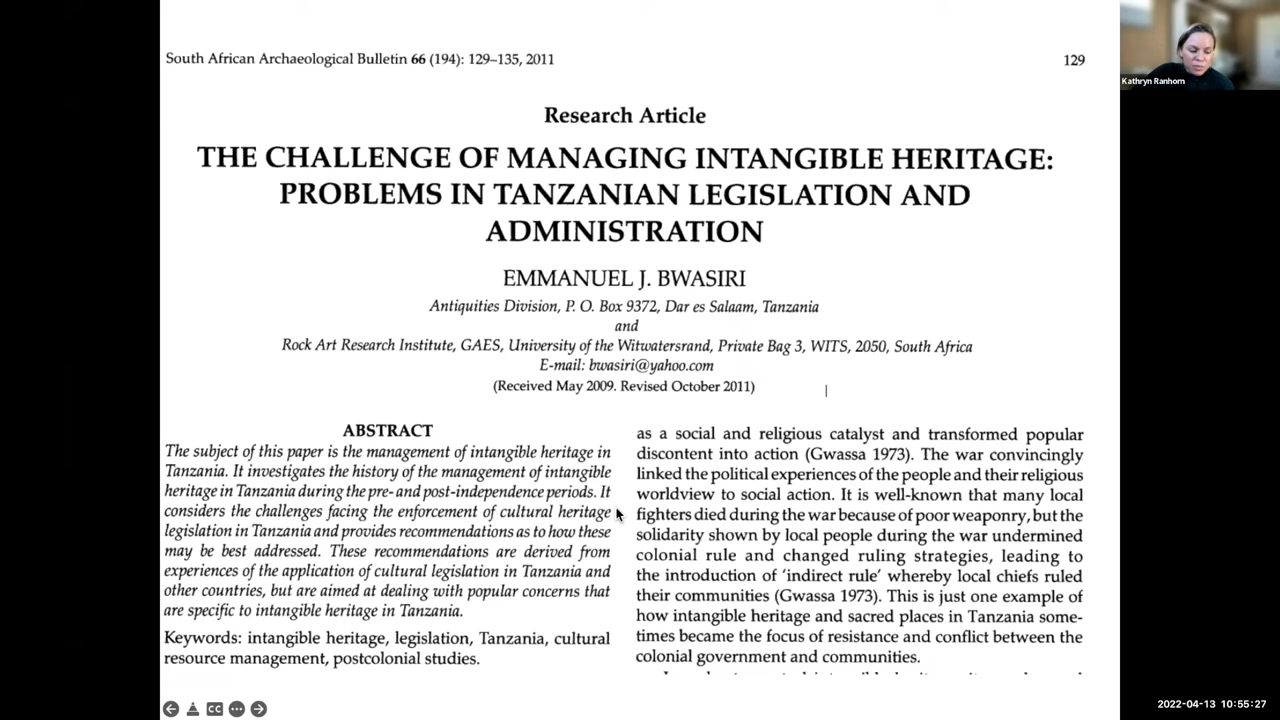 South African Archaeological Bulletin 66 (194): 129–135, 2011
129
Kathryn Ranhorn
Research Article
THE CHALLENGE OF MANAGING INTANGIBLE HERITAGE:
PROBLEMS IN TANZANIAN LEGISLATION AND
ADMINISTRATION
EMMANUEL J. BWASIRI
Antiquities Division, P. O. Box 9372, Dar es Salaam, Tanzania
and
Rock Art Research Institute, GAES, University of the Witwatersrand, Private Bag 3, WITS, 2050, South Africa
E-mail: bwasiri@yahoo.com
(Received May 2009. Revised October 2011)
ABSTRACT
The subject of this paper is the management of intangible heritage in
Tanzania. It investigates the history of the management of intangible
heritage in Tanzania during the pre- and post-independence periods. It
considers the challenges facing the enforcement of cultural heritage
legislation in Tanzania and provides recommendations as to how these
may be best addressed. These recommendations are derived from
experiences of the application of cultural legislation in Tanzania and
other countries, but are aimed at dealing with popular concerns that
are specific to intangible heritage in Tanzania.
Keywords: intangible heritage, legislation, Tanzania, cultural
resource management, postcolonial studies.
as a social and religious catalyst and transformed popular
discontent into action (Gwassa 1973). The war convincingly
linked the political experiences of the people and their religious
worldview to social action. It is well-known that many local
fighters died during the war because of poor weaponry, but the
solidarity shown by local people during the war undermined
colonial rule and changed ruling strategies, leading to
the introduction of ‘indirect rule’ whereby local chiefs ruled
their communities (Gwassa 1973). This is just one example of
how intangible heritage and sacred places in Tanzania some-
times became the focus of resistance and conflict between the
colonial government and communities.
CC
2022-04-13 10:55:27